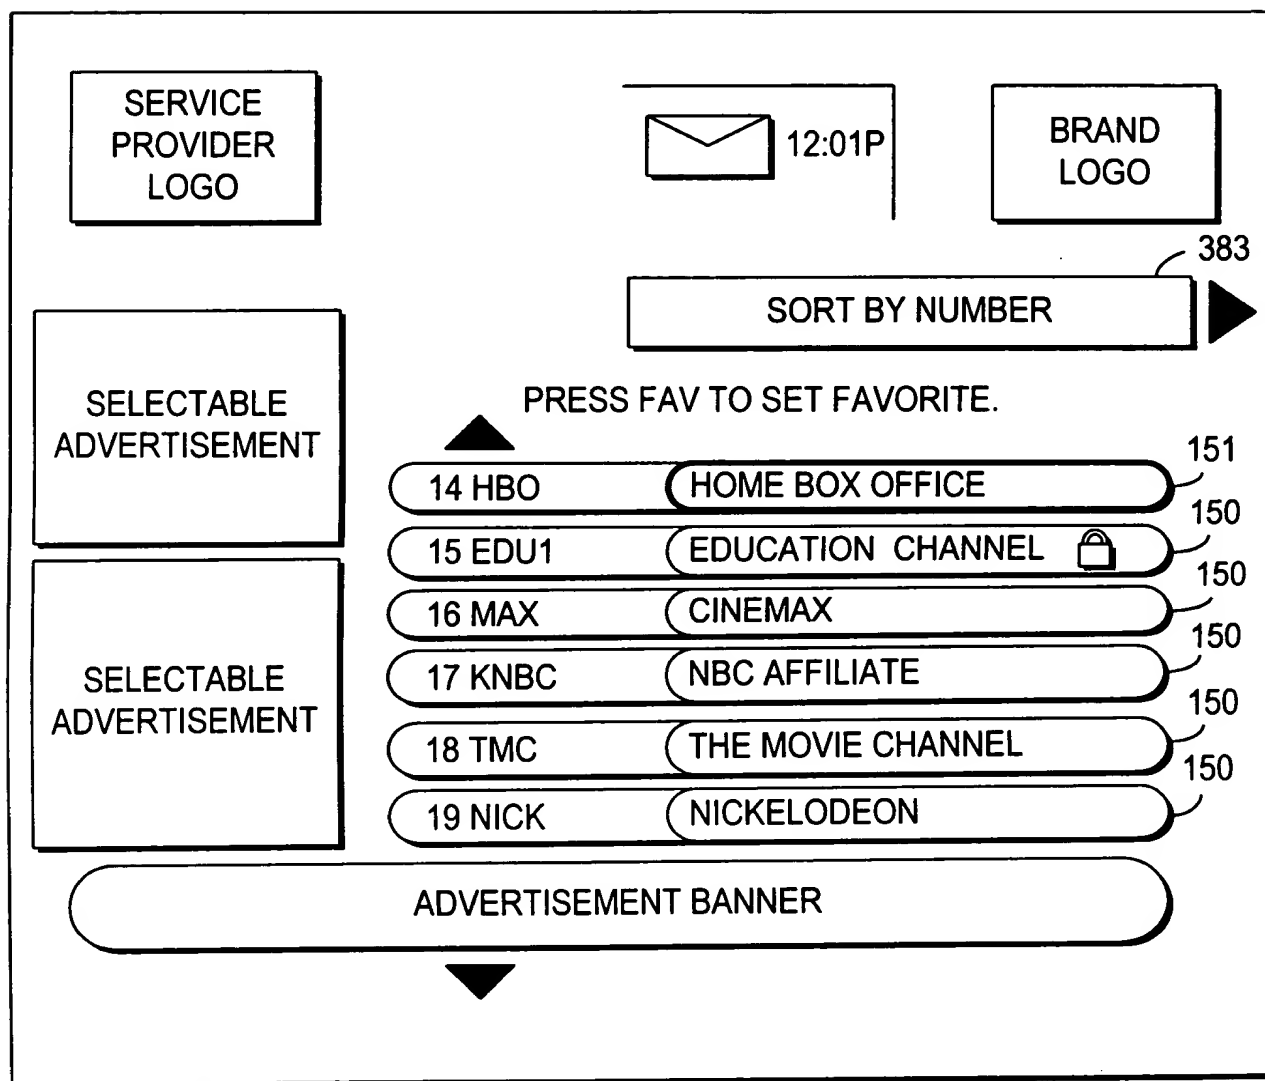 SERVICE
PROVIDER
LOGO
12:01P
BRAND
LOGO
383
SORT BY NUMBER
SELECTABLE
ADVERTISEMENT
PRESS FAV TO SET FAVORITE.
14 HBO HOME BOX OFFICE 151
15 EDU1 EDUCATION CHANNEL 150
16 MAX CINEMAX 150
17 KNBC NBC AFFILIATE 150
SELECTABLE
ADVERTISEMENT
18 TMC THE MOVIE CHANNEL 150
19 NICK NICKELODEON 150
ADVERTISEMENT BANNER